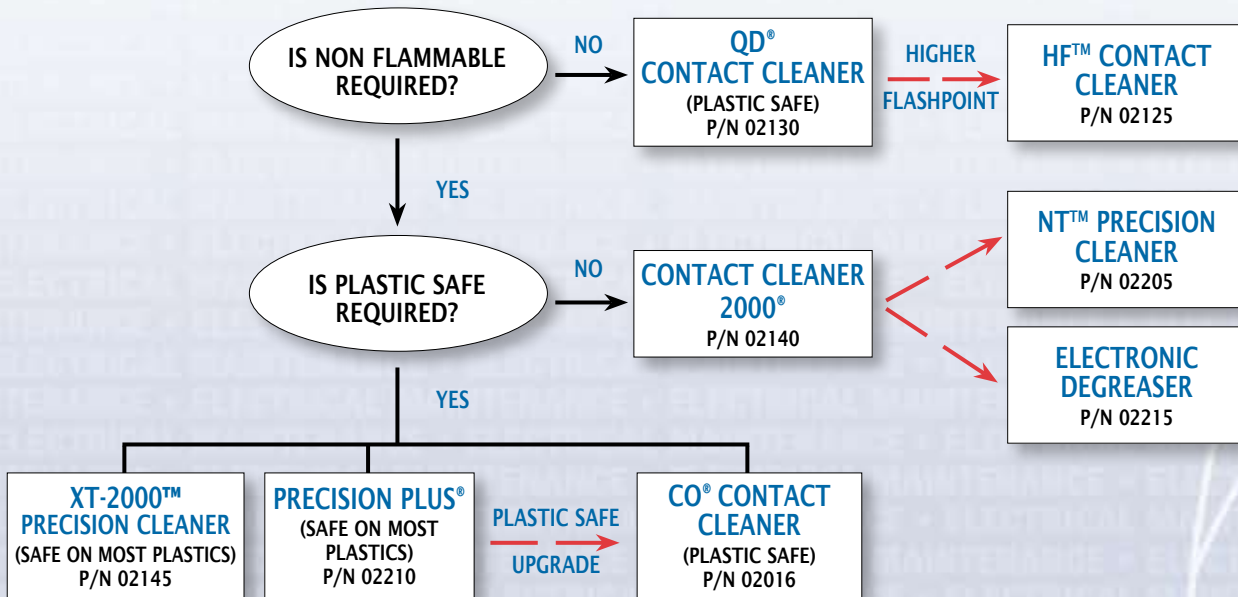 IS NON FLAMMABLE
REQUIRED?
NO
QD®
CONTACT CLEANER
(PLASTIC SAFE)
P/N 02130
HIGHER
FLASHPOINT
HF™ CONTACT
CLEANER
P/N 02125
YES
IS PLASTIC SAFE
REQUIRED?
NO
CONTACT CLEANER
2000®
P/N 02140
NT™ PRECISION
CLEANER
P/N 02205
ELECTRONIC
DEGREASER
P/N 02215
YES
XT-2000™
PRECISION CLEANER
(SAFE ON MOST PLASTICS)
P/N 02145
PRECISION PLUS®
(SAFE ON MOST
PLASTICS)
P/N 02210
PLASTIC SAFE
UPGRADE
CO® CONTACT
CLEANER
(PLASTIC SAFE)
P/N 02016